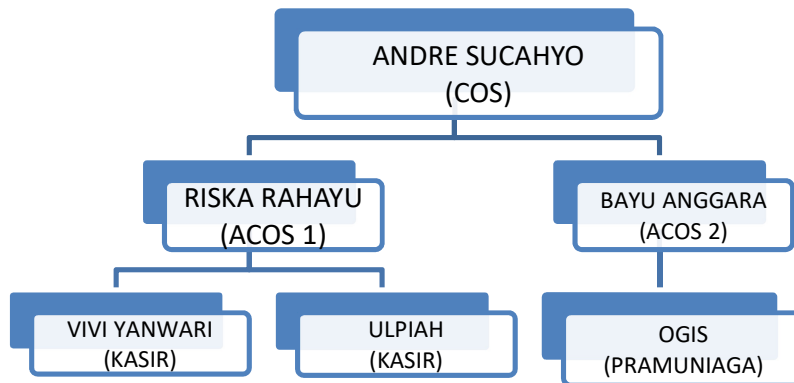 ANDRE SUCAHYO
(COS)
RISKA RAHAYU
(ACOS 1)
BAYU ANGGARA
(ACOS 2)
VIVI YANWARI
(KASIR)
ULPIAH
(KASIR)
OGIS
(PRAMUNIAGA)